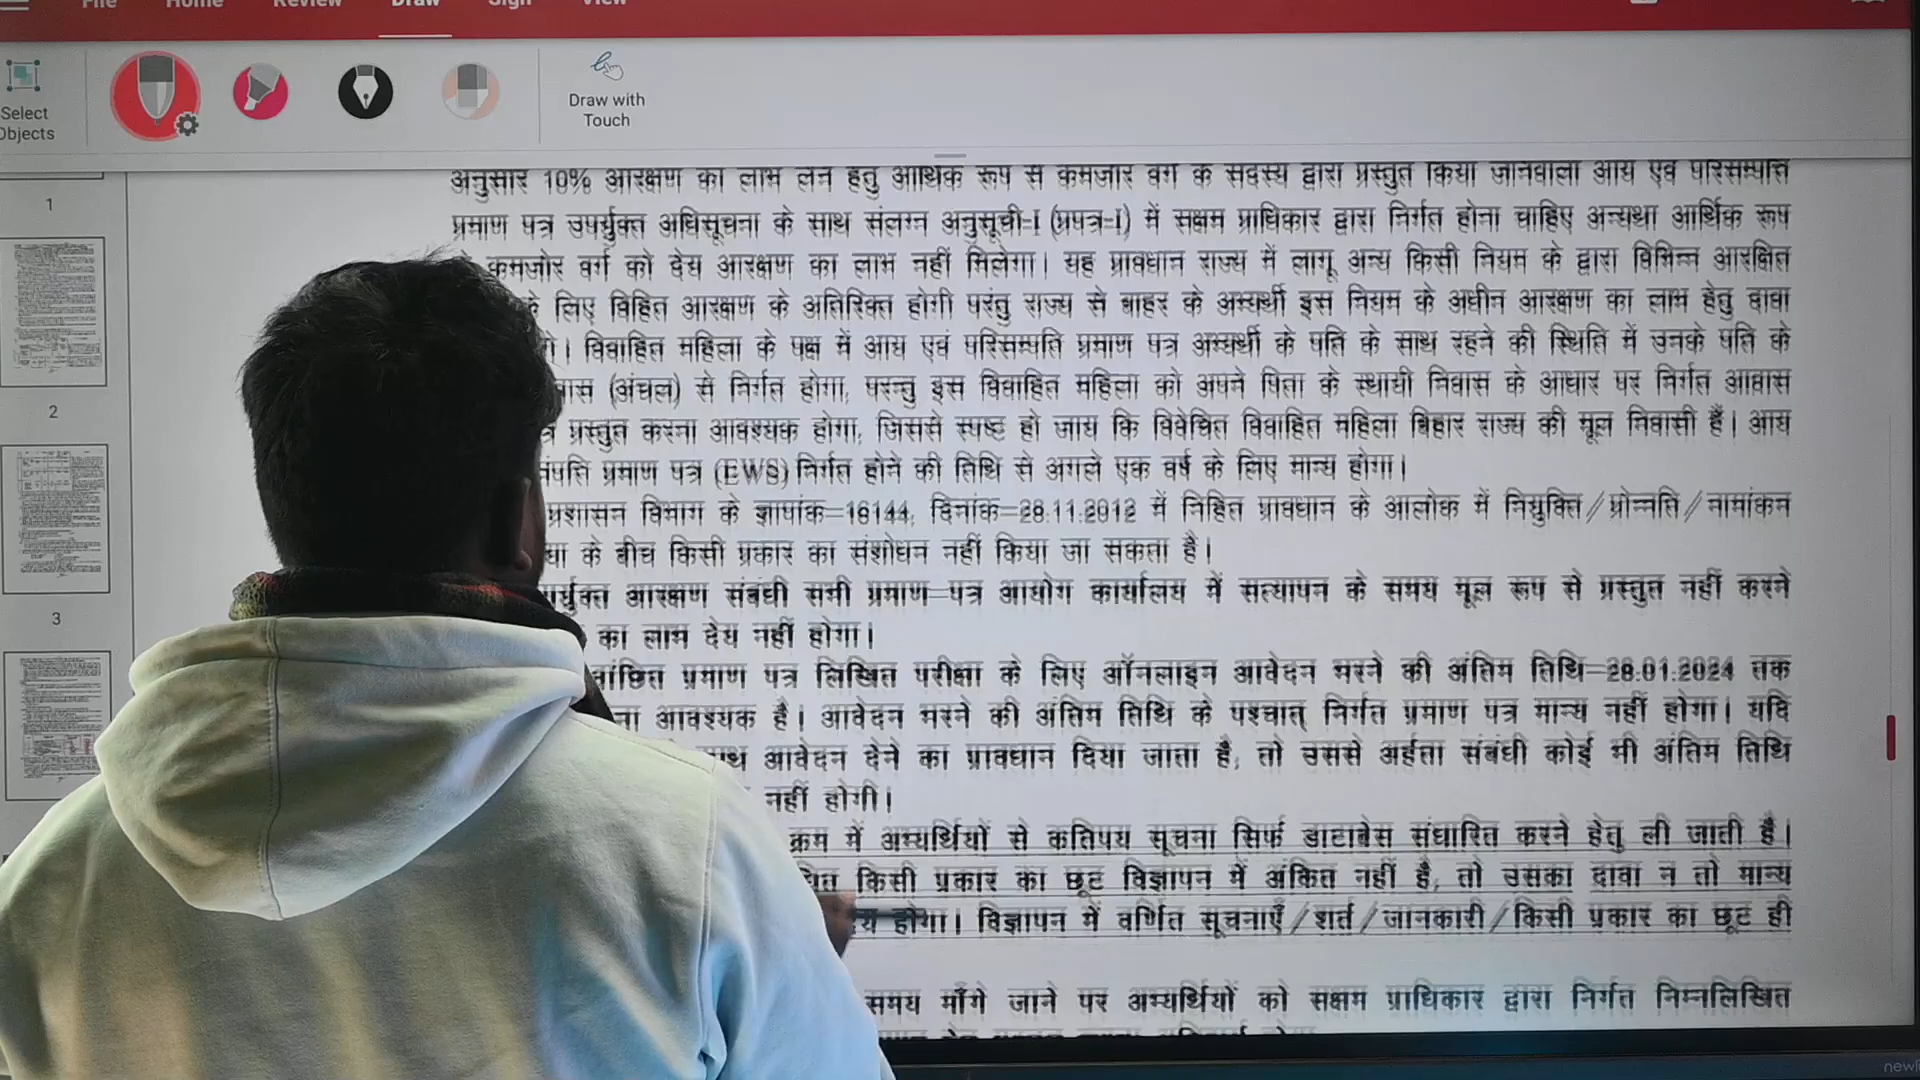 File Home Review Draw Sign View
Select Objects
Draw with Touch
1
2
3
अनुसार 10% आरक्षण का लाभ लेने हेतु आर्थिक रूप से कमजोर वर्ग के सदस्य द्वारा प्रस्तुत किया जानेवाला आय एवं परिसम्पत्ति
प्रमाण पत्र उपर्युक्त अधिसूचना के साथ संलग्न अनुसूची-I (प्रपत्र-I) में सक्षम प्राधिकार द्वारा निर्गत होना चाहिए अन्यथा आर्थिक रूप
कमजोर वर्ग को देय आरक्षण का लाभ नहीं मिलेगा। यह प्रावधान राज्य में लागू अन्य किसी नियम के द्वारा विभिन्न आरक्षित
के लिए विहित आरक्षण के अतिरिक्त होगी परंतु राज्य से बाहर के अभ्यर्थी इस नियम के अधीन आरक्षण का लाभ हेतु दावा
। विवाहित महिला के पक्ष में आय एवं परिसम्पति प्रमाण पत्र अभ्यर्थी के पति के साथ रहने की स्थिति में उनके पति के
(अंचल) से निर्गत होगा, परन्तु इस विवाहित महिला को अपने पिता के स्थायी निवास के आधार पर निर्गत आवास
प्रस्तुत करना आवश्यक होगा, जिससे स्पष्ट हो जाय कि विवेचित विवाहित महिला बिहार राज्य की मूल निवासी हैं। आय
प्रमाण पत्र (EWS) निर्गत होने की तिथि से अगले एक वर्ष के लिए मान्य होगा।
प्रशासन विभाग के ज्ञापांक-16144, दिनांक-28.11.2012 में निहित प्रावधान के आलोक में नियुक्ति/प्रोन्नति/नामांकन
के बीच किसी प्रकार का संशोधन नहीं किया जा सकता है।
आरक्षण संबंधी सभी प्रमाण-पत्र आयोग कार्यालय में सत्यापन के समय मूल रूप से प्रस्तुत नहीं करने
का लाभ देय नहीं होगा।
वांछित प्रमाण पत्र लिखित परीक्षा के लिए ऑनलाइन आवेदन भरने की अंतिम तिथि-28.01.2024 तक
आवश्यक है। आवेदन भरने की अंतिम तिथि के पश्चात् निर्गत प्रमाण पत्र मान्य नहीं होगा। यदि
आवेदन देने का प्रावधान दिया जाता है, तो उससे अर्हता संबंधी कोई भी अंतिम तिथि
नहीं होगी।
क्रम में अभ्यर्थियों से कतिपय सूचना सिर्फ डाटाबेस संधारित करने हेतु ली जाती है।
किसी प्रकार का छूट विज्ञापन में अंकित नहीं है, तो उसका दावा न तो मान्य
होगा। विज्ञापन में वर्णित सूचनाएँ/शर्त/जानकारी/किसी प्रकार का छूट ही
समय माँगे जाने पर अभ्यर्थियों को सक्षम प्राधिकार द्वारा निर्गत निम्नलिखित